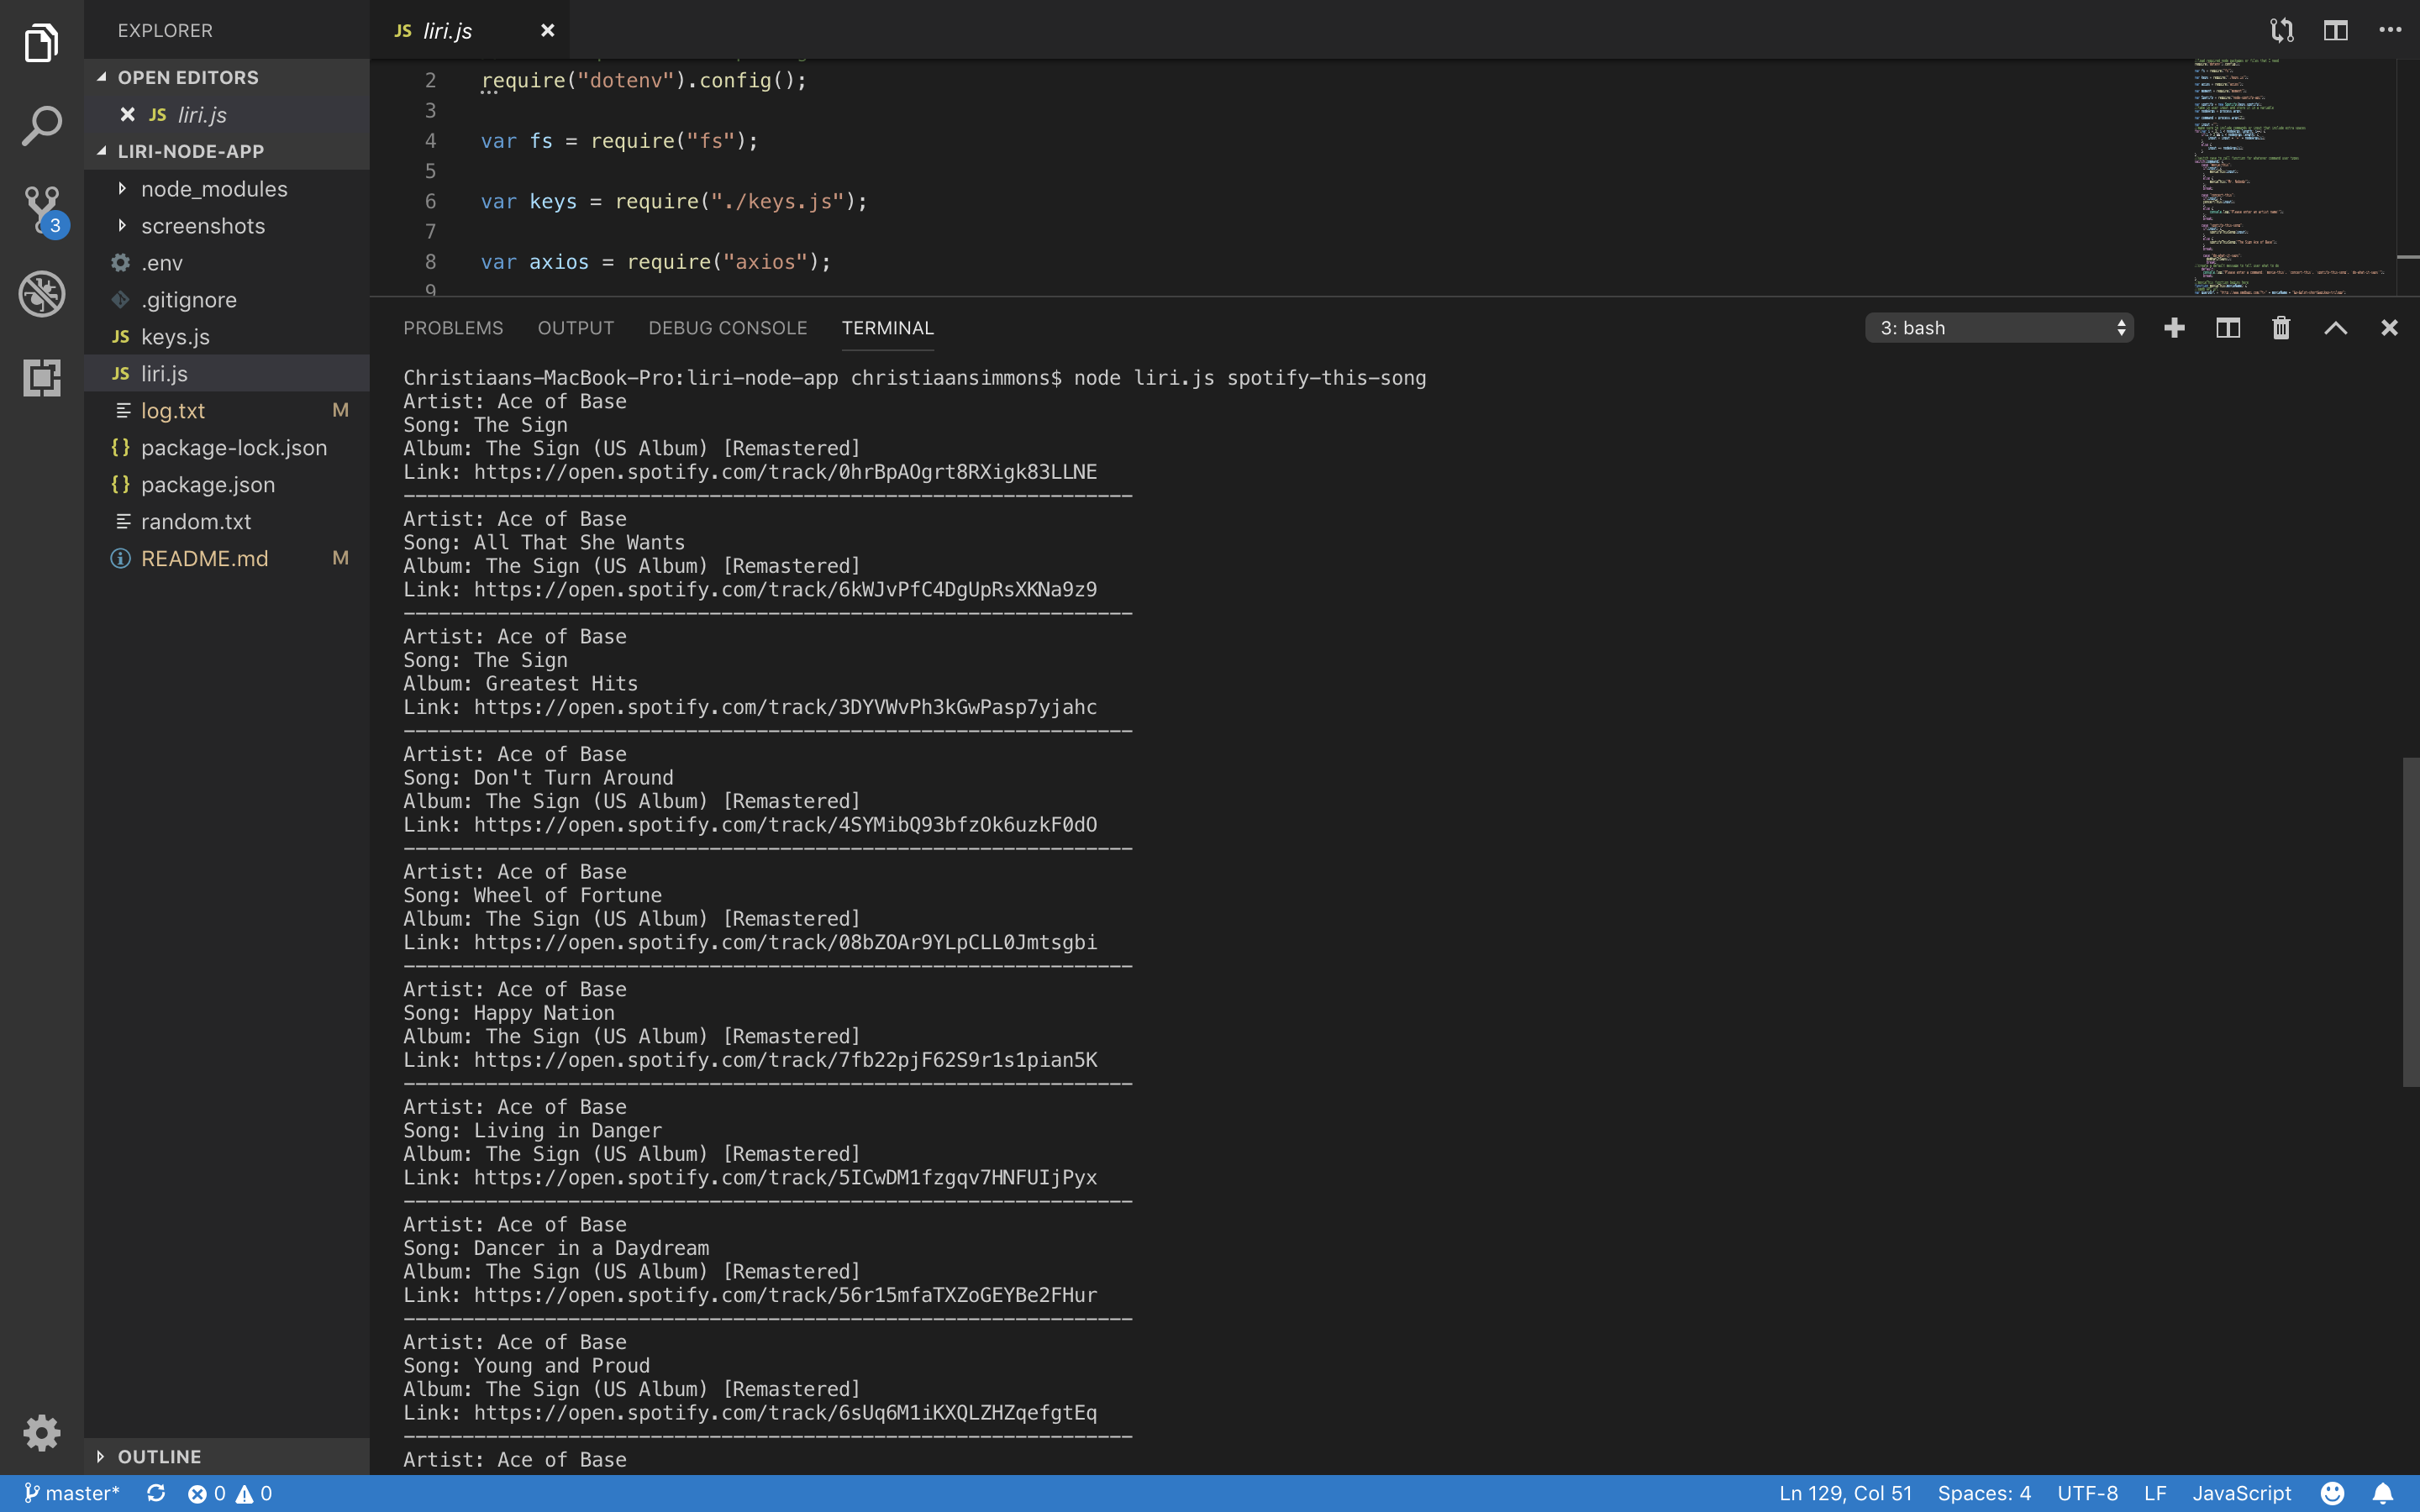 EXPLORER
OPEN EDITORS
JS liri.js
LIRI-NODE-APP
node_modules
screenshots
.env
.gitignore
JS keys.js
JS liri.js
log.txt M
{} package-lock.json
{} package.json
random.txt
README.md M
OUTLINE
3
JS liri.js
2 require("dotenv").config();
3
4 var fs = require("fs");
5
6 var keys = require("./keys.js");
7
8 var axios = require("axios");
9
PROBLEMS OUTPUT DEBUG CONSOLE TERMINAL 3: bash
Christiaans-MacBook-Pro:liri-node-app christiaansimmons$ node liri.js spotify-this-song
Artist: Ace of Base
Song: The Sign
Album: The Sign (US Album) [Remastered]
Link: https://open.spotify.com/track/0hrBpAOgrt8RXigk83LLNE
--------------------------------------------------------------
Artist: Ace of Base
Song: All That She Wants
Album: The Sign (US Album) [Remastered]
Link: https://open.spotify.com/track/6kWJvPfC4DgUpRsXKNa9z9
--------------------------------------------------------------
Artist: Ace of Base
Song: The Sign
Album: Greatest Hits
Link: https://open.spotify.com/track/3DYVWvPh3kGwPasp7yjahc
--------------------------------------------------------------
Artist: Ace of Base
Song: Don't Turn Around
Album: The Sign (US Album) [Remastered]
Link: https://open.spotify.com/track/4SYMibQ93bfzOk6uzkF0dO
--------------------------------------------------------------
Artist: Ace of Base
Song: Wheel of Fortune
Album: The Sign (US Album) [Remastered]
Link: https://open.spotify.com/track/08bZOAr9YLpCLL0Jmtsgbi
--------------------------------------------------------------
Artist: Ace of Base
Song: Happy Nation
Album: The Sign (US Album) [Remastered]
Link: https://open.spotify.com/track/7fb22pjF62S9r1s1pian5K
--------------------------------------------------------------
Artist: Ace of Base
Song: Living in Danger
Album: The Sign (US Album) [Remastered]
Link: https://open.spotify.com/track/5ICwDM1fzgqv7HNFUIjPyx
--------------------------------------------------------------
Artist: Ace of Base
Song: Dancer in a Daydream
Album: The Sign (US Album) [Remastered]
Link: https://open.spotify.com/track/56r15mfaTXZoGEYBe2FHur
--------------------------------------------------------------
Artist: Ace of Base
Song: Young and Proud
Album: The Sign (US Album) [Remastered]
Link: https://open.spotify.com/track/6sUq6M1iKXQLZHZqefgtEq
--------------------------------------------------------------
Artist: Ace of Base
master* 0 0 Ln 129, Col 51 Spaces: 4 UTF-8 LF JavaScript